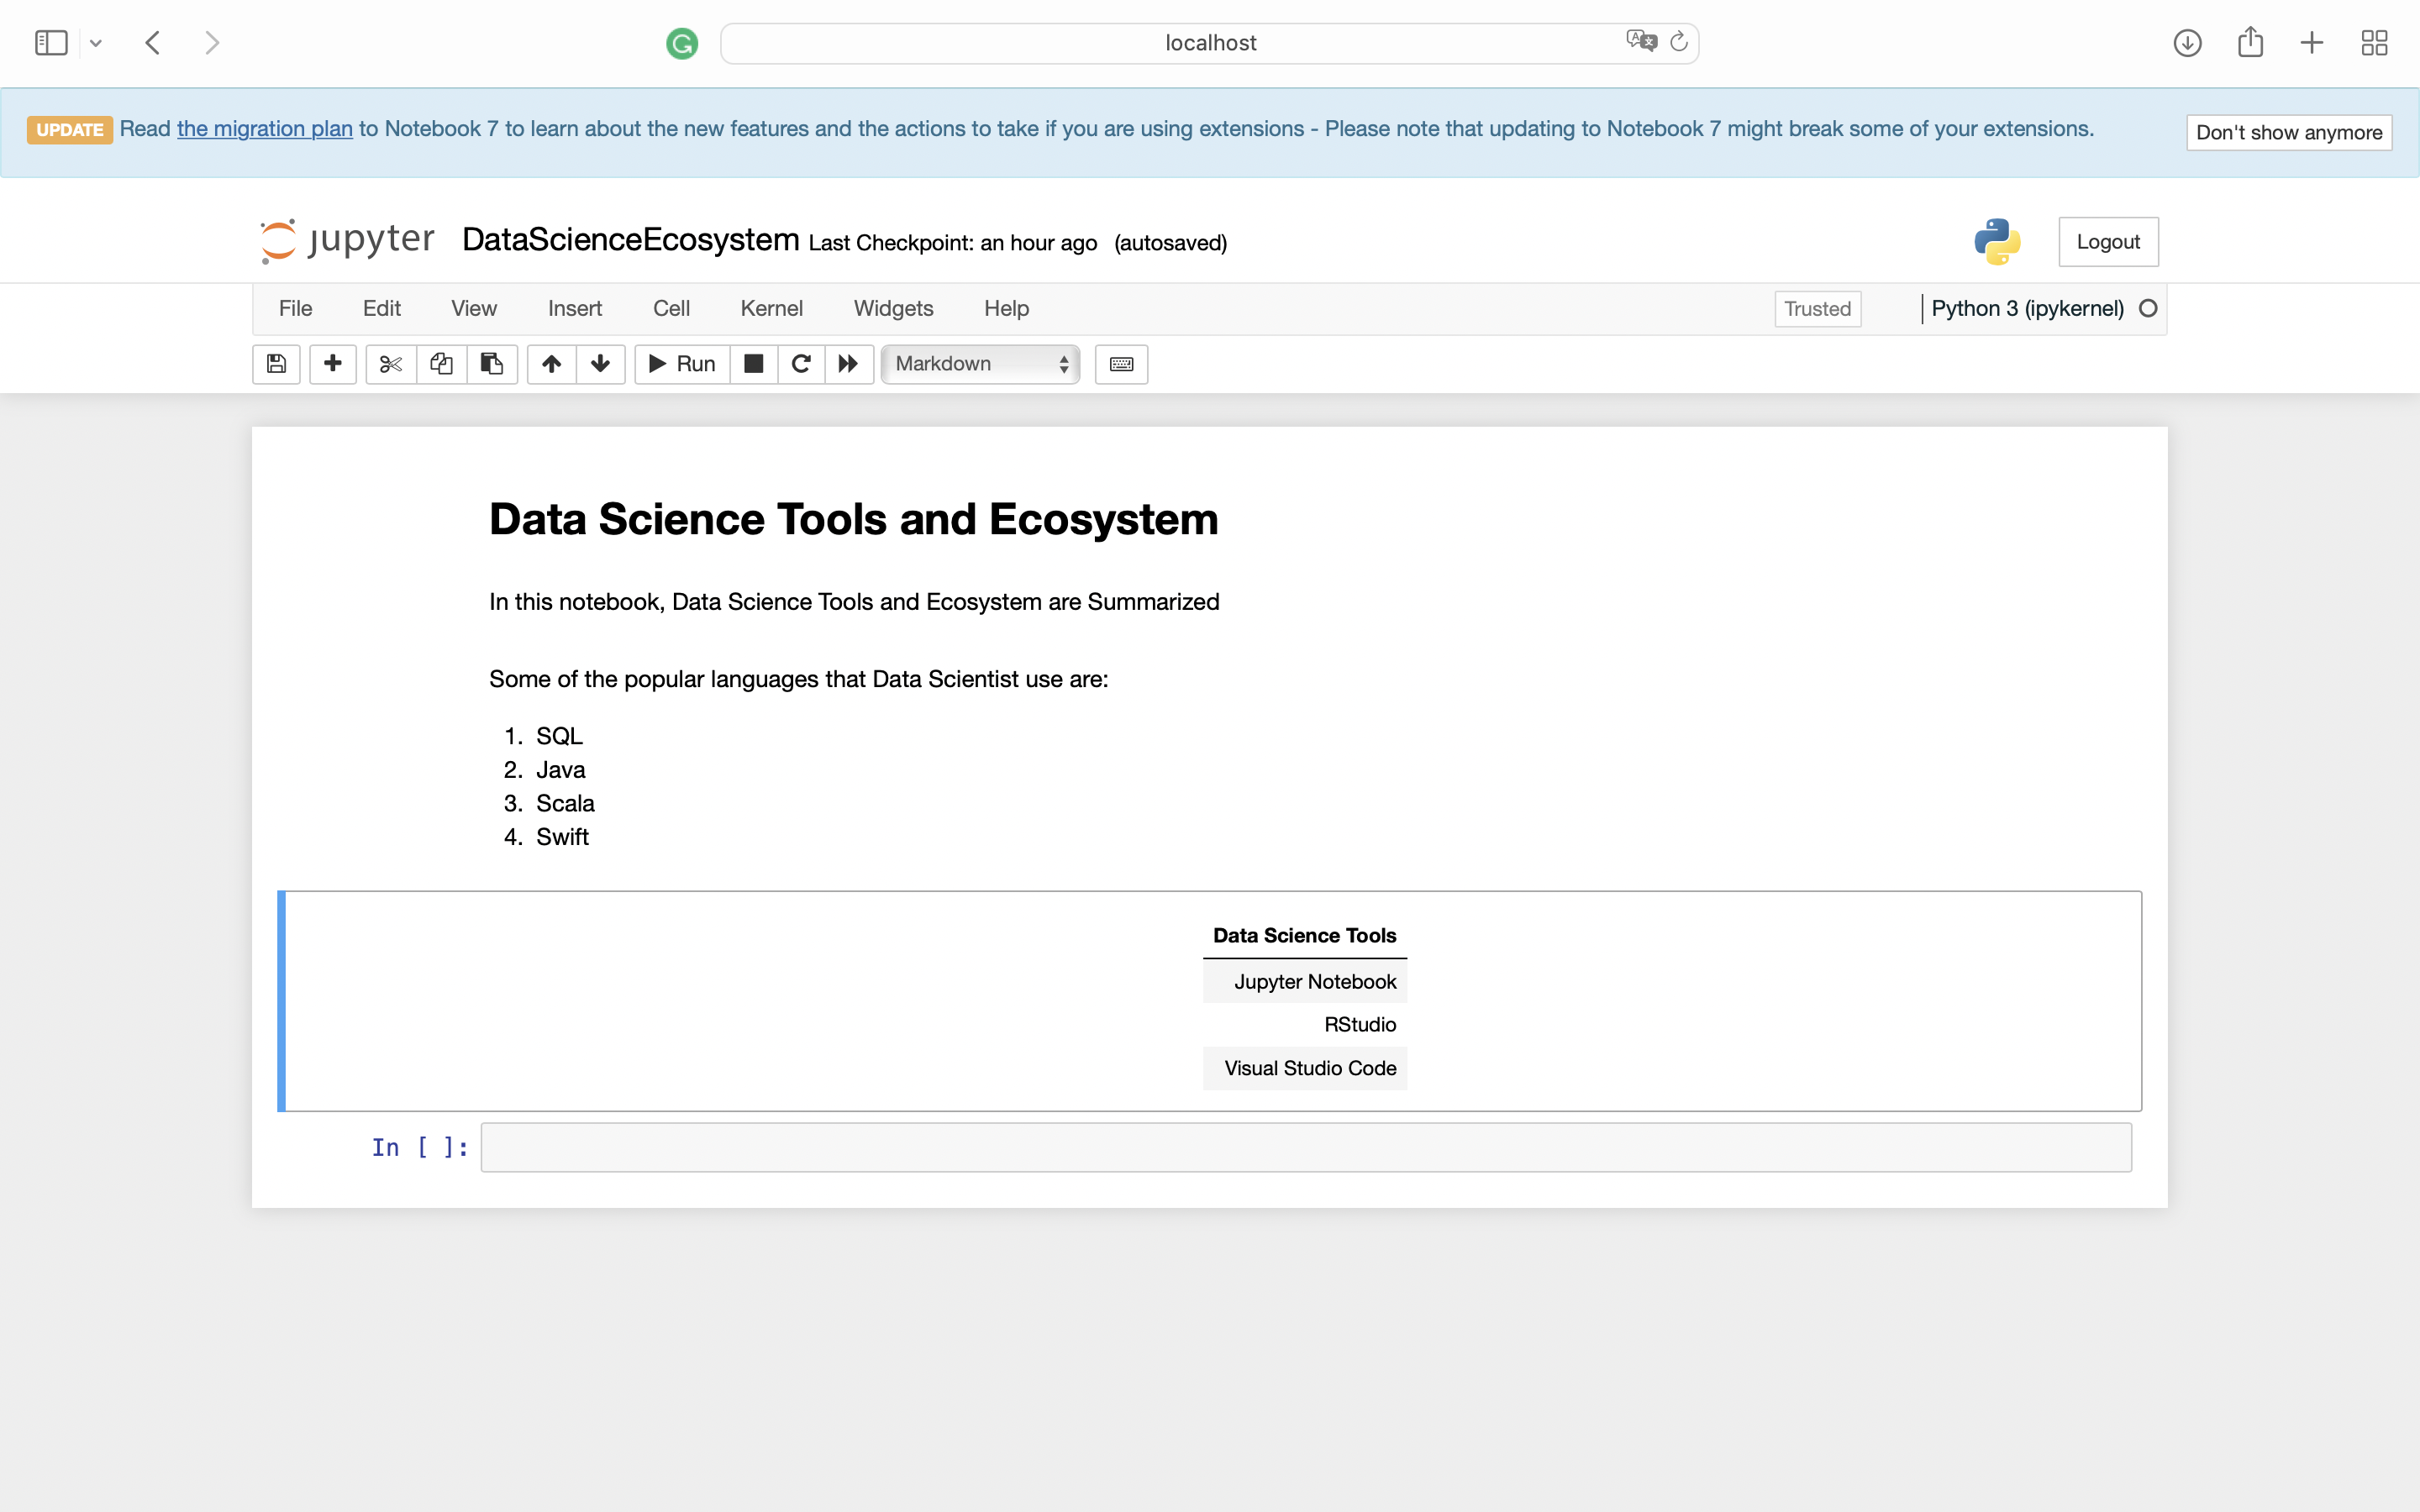 localhost
UPDATE Read the migration plan to Notebook 7 to learn about the new features and the actions to take if you are using extensions - Please note that updating to Notebook 7 might break some of your extensions. Don't show anymore
jupyter DataScienceEcosystem Last Checkpoint: an hour ago (autosaved) Logout
File Edit View Insert Cell Kernel Widgets Help Trusted Python 3 (ipykernel)
Run Markdown
Data Science Tools and Ecosystem
In this notebook, Data Science Tools and Ecosystem are Summarized
Some of the popular languages that Data Scientist use are:
1. SQL
2. Java
3. Scala
4. Swift
Data Science Tools
Jupyter Notebook
RStudio
Visual Studio Code
In [ ]: